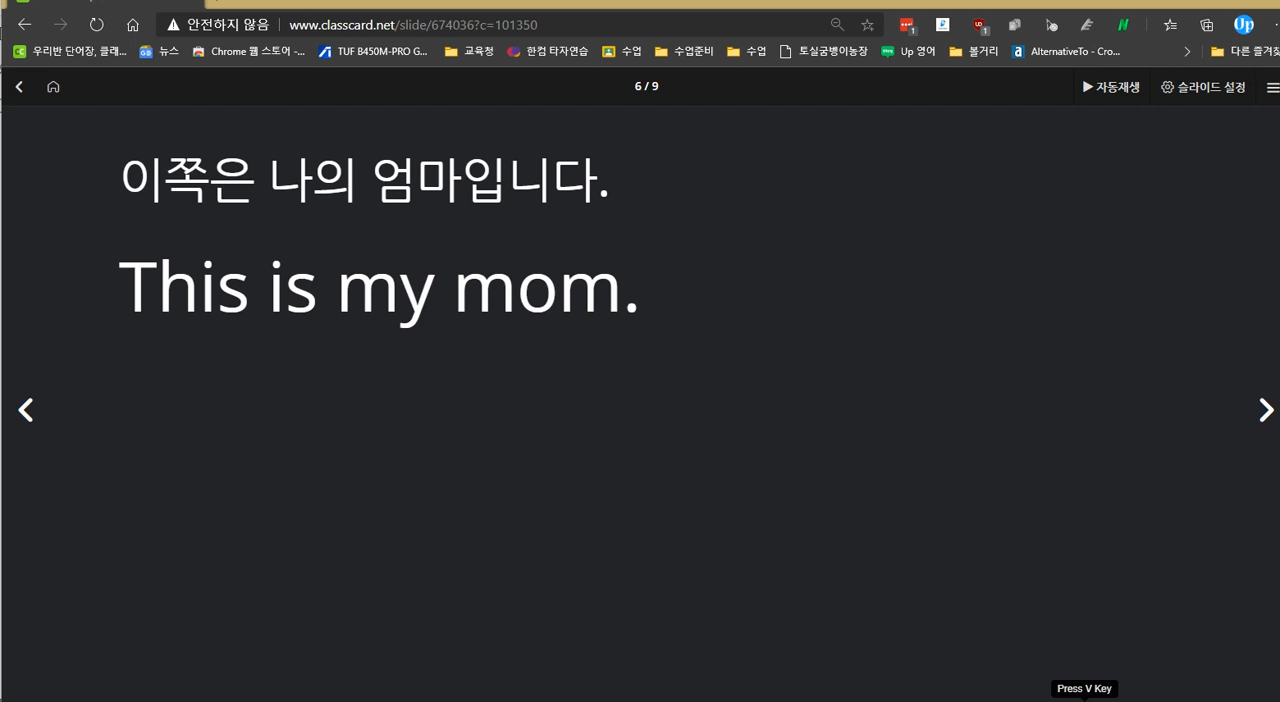 안전하지 않음 www.classcard.net/slide/674036?c=101350
1 UD 1 Up
우리반 단어장, 클래... GB 뉴스 Chrome 웹 스토어 -... TUF B450M-PRO G... 교육청 한컴 타자연습 수업 수업준비 수업 토실굼벵이농장 Up 영어 볼거리 a AlternativeTo - Cro... 다른 즐겨찾
6 / 9 자동재생 슬라이드 설정
이쪽은 나의 엄마입니다.
This is my mom.
Press V Key